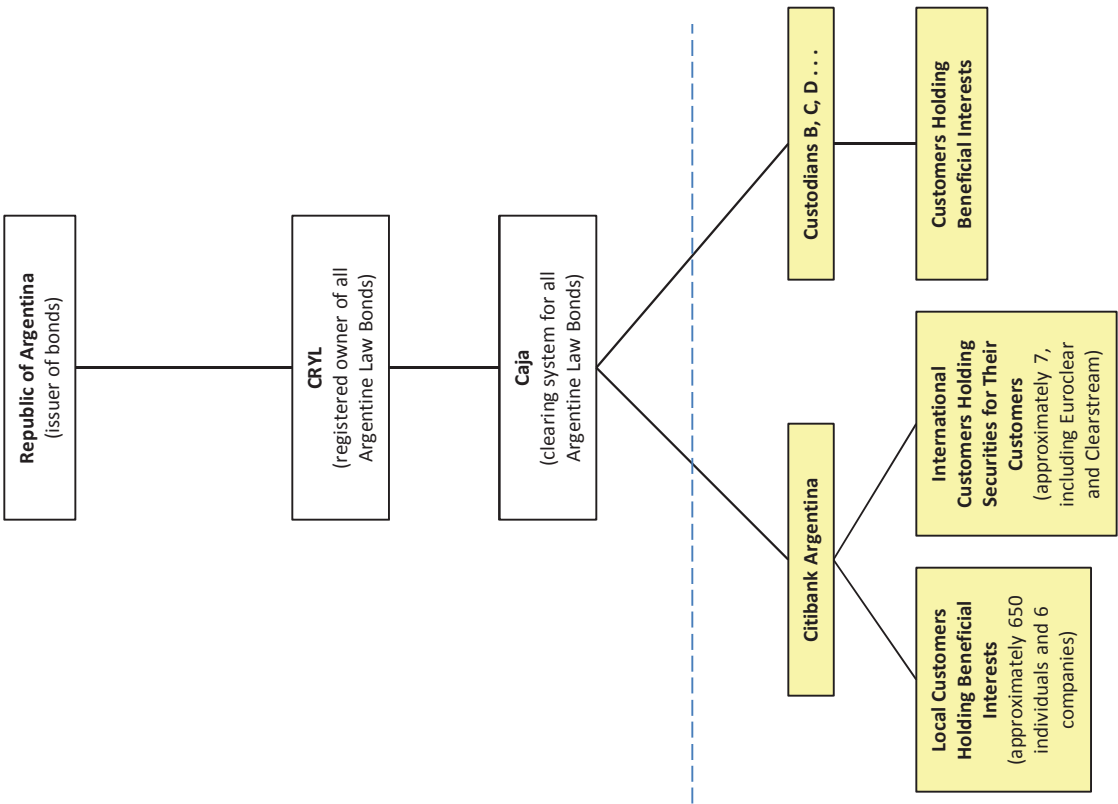 Republic of Argentina
(issuer of bonds)
CRYL
(registered owner of all
Argentine Law Bonds)
Caja
(clearing system for all
Argentine Law Bonds)
Citibank Argentina
Custodians B, C, D . . .
Local Customers
Holding Beneficial
Interests
(approximately 650
individuals and 6
companies)
International
Customers Holding
Securities for Their
Customers
(approximately 7,
including Euroclear
and Clearstream)
Customers Holding
Beneficial Interests